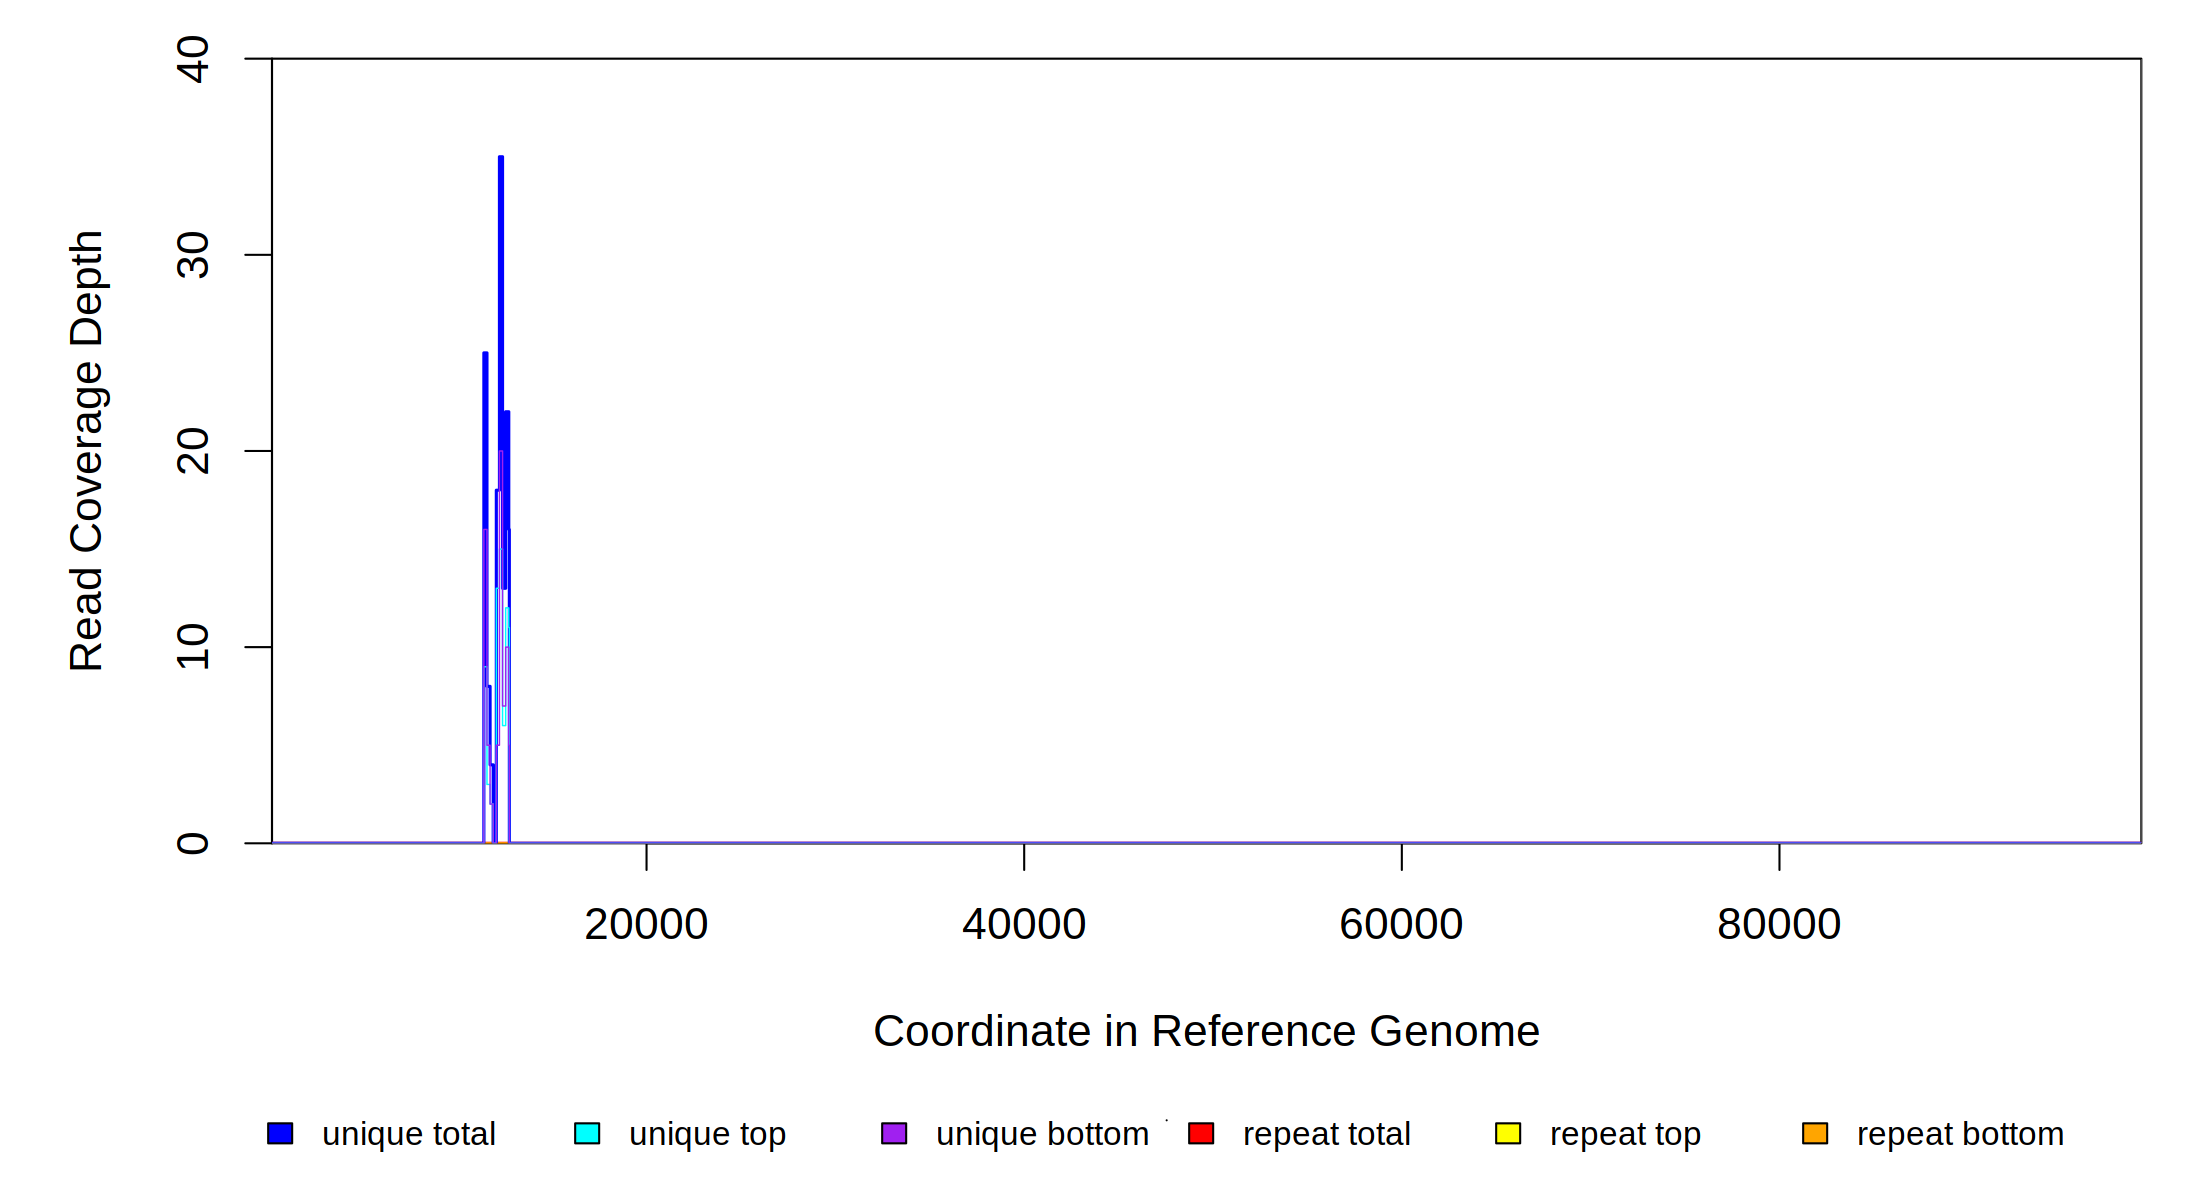 40
30
20
10
0
Read Coverage Depth
20000 40000 60000 80000
Coordinate in Reference Genome
unique total unique top unique bottom repeat total repeat top repeat bottom